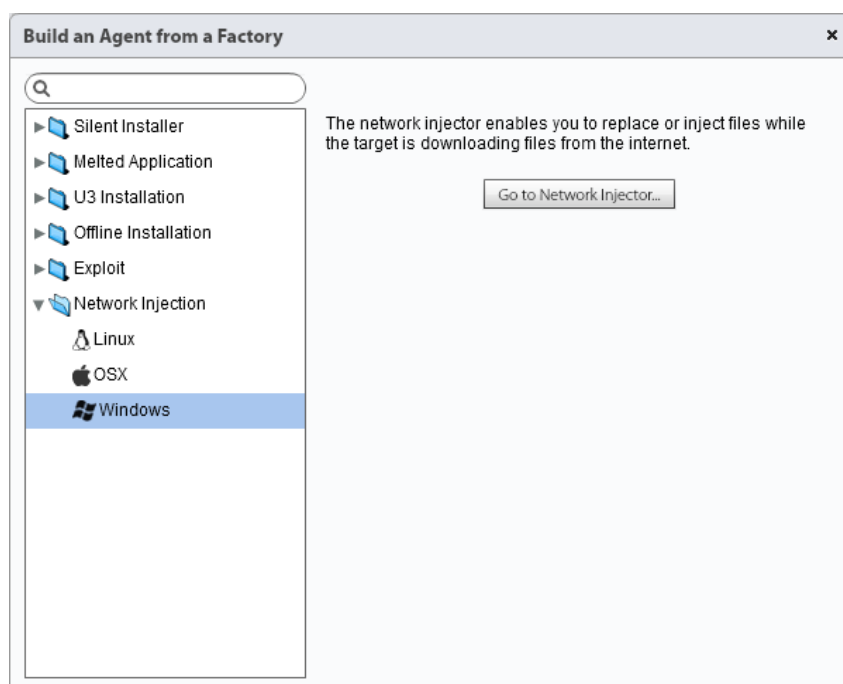 Build an Agent from a Factory
Silent Installer
Melted Application
U3 Installation
Offline Installation
Exploit
Network Injection
Linux
OSX
Windows
The network injector enables you to replace or inject files while
the target is downloading files from the internet.
Go to Network Injector...